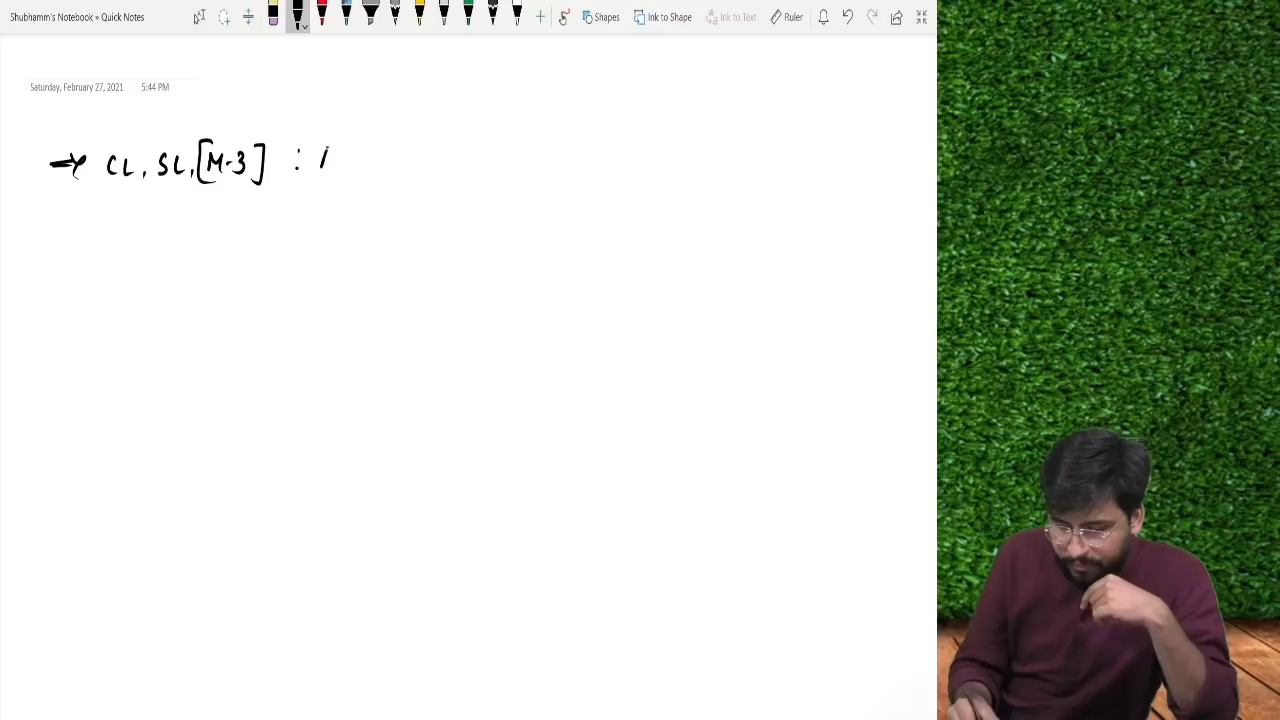 Shubhamm's Notebook » Quick Notes
Shapes
Ink to Shape
Ink to Text
Ruler
Saturday, February 27, 2021 5:44 PM
→ CL, SL, [M-3] :